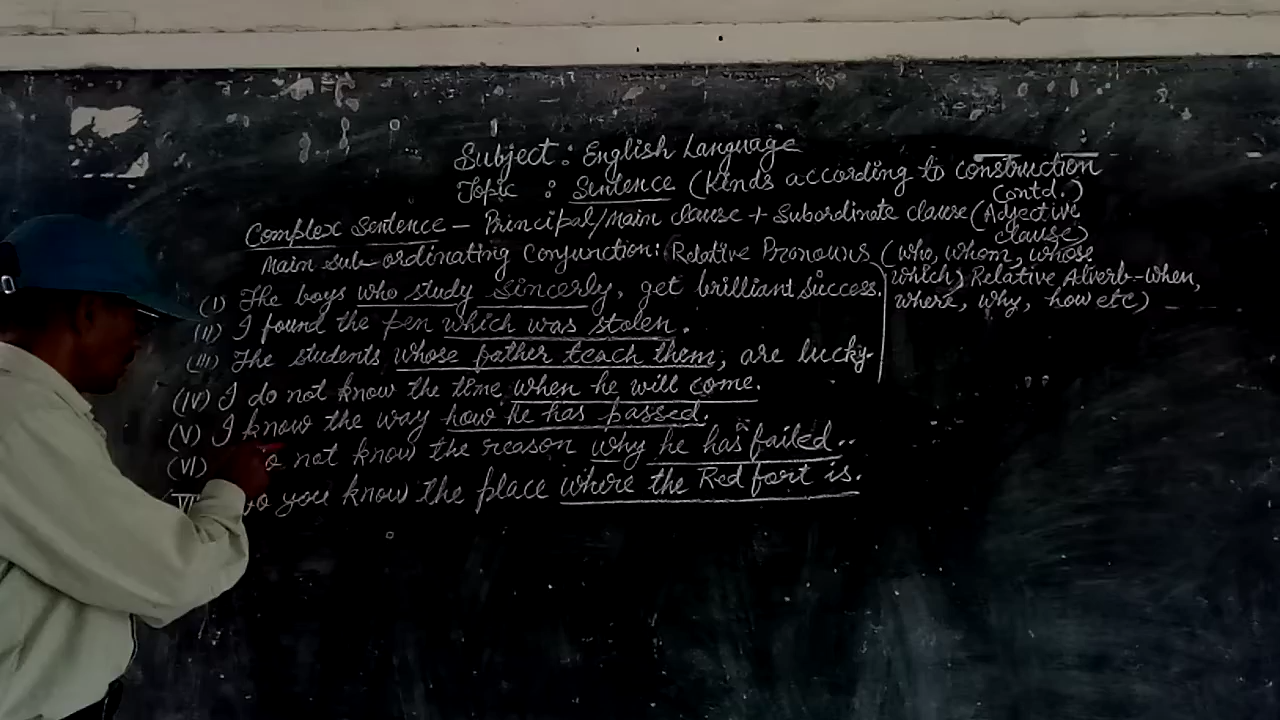 Subject: English Language
Topic : Sentence (Kinds according to construction
Contd.)
Complex Sentence – Principal/Main clause + Subordinate clause (Adjective
clause)
Main sub-ordinating Conjunction: Relative Pronouns (who, whom, whose
which) Relative Adverb-when,
where, why, how etc)
(I) The boys who study sincerly, get brilliant success.
(II) I found the pen which was stolen.
(III) The students whose father teach them, are lucky.
(IV) I do not know the time when he will come.
(V) I know the way how he has passed.
(VI) not know the reason why he has failed..
you know the place where the Red fort is.